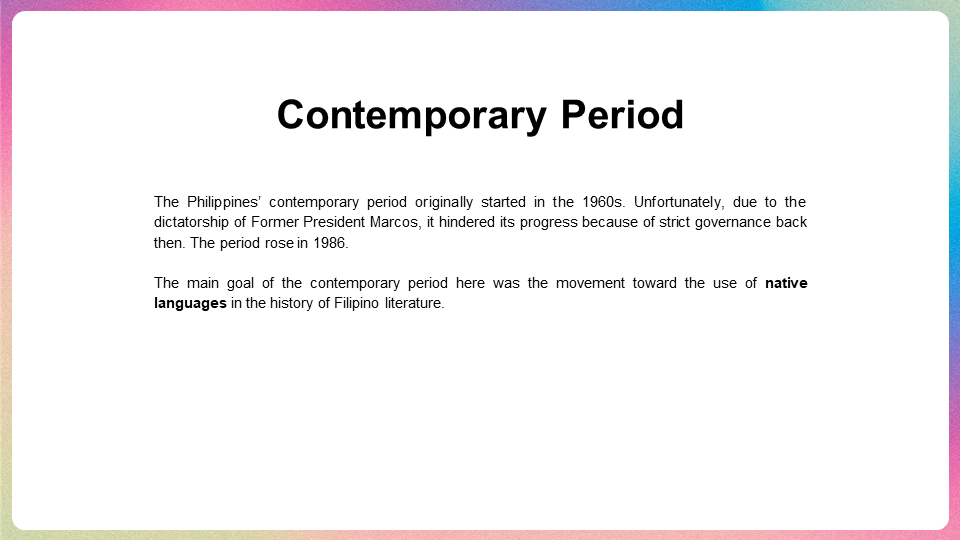 Contemporary Period
The Philippines’ contemporary period originally started in the 1960s. Unfortunately, due to the
dictatorship of Former President Marcos, it hindered its progress because of strict governance back
then. The period rose in 1986.
The main goal of the contemporary period here was the movement toward the use of native
languages in the history of Filipino literature.